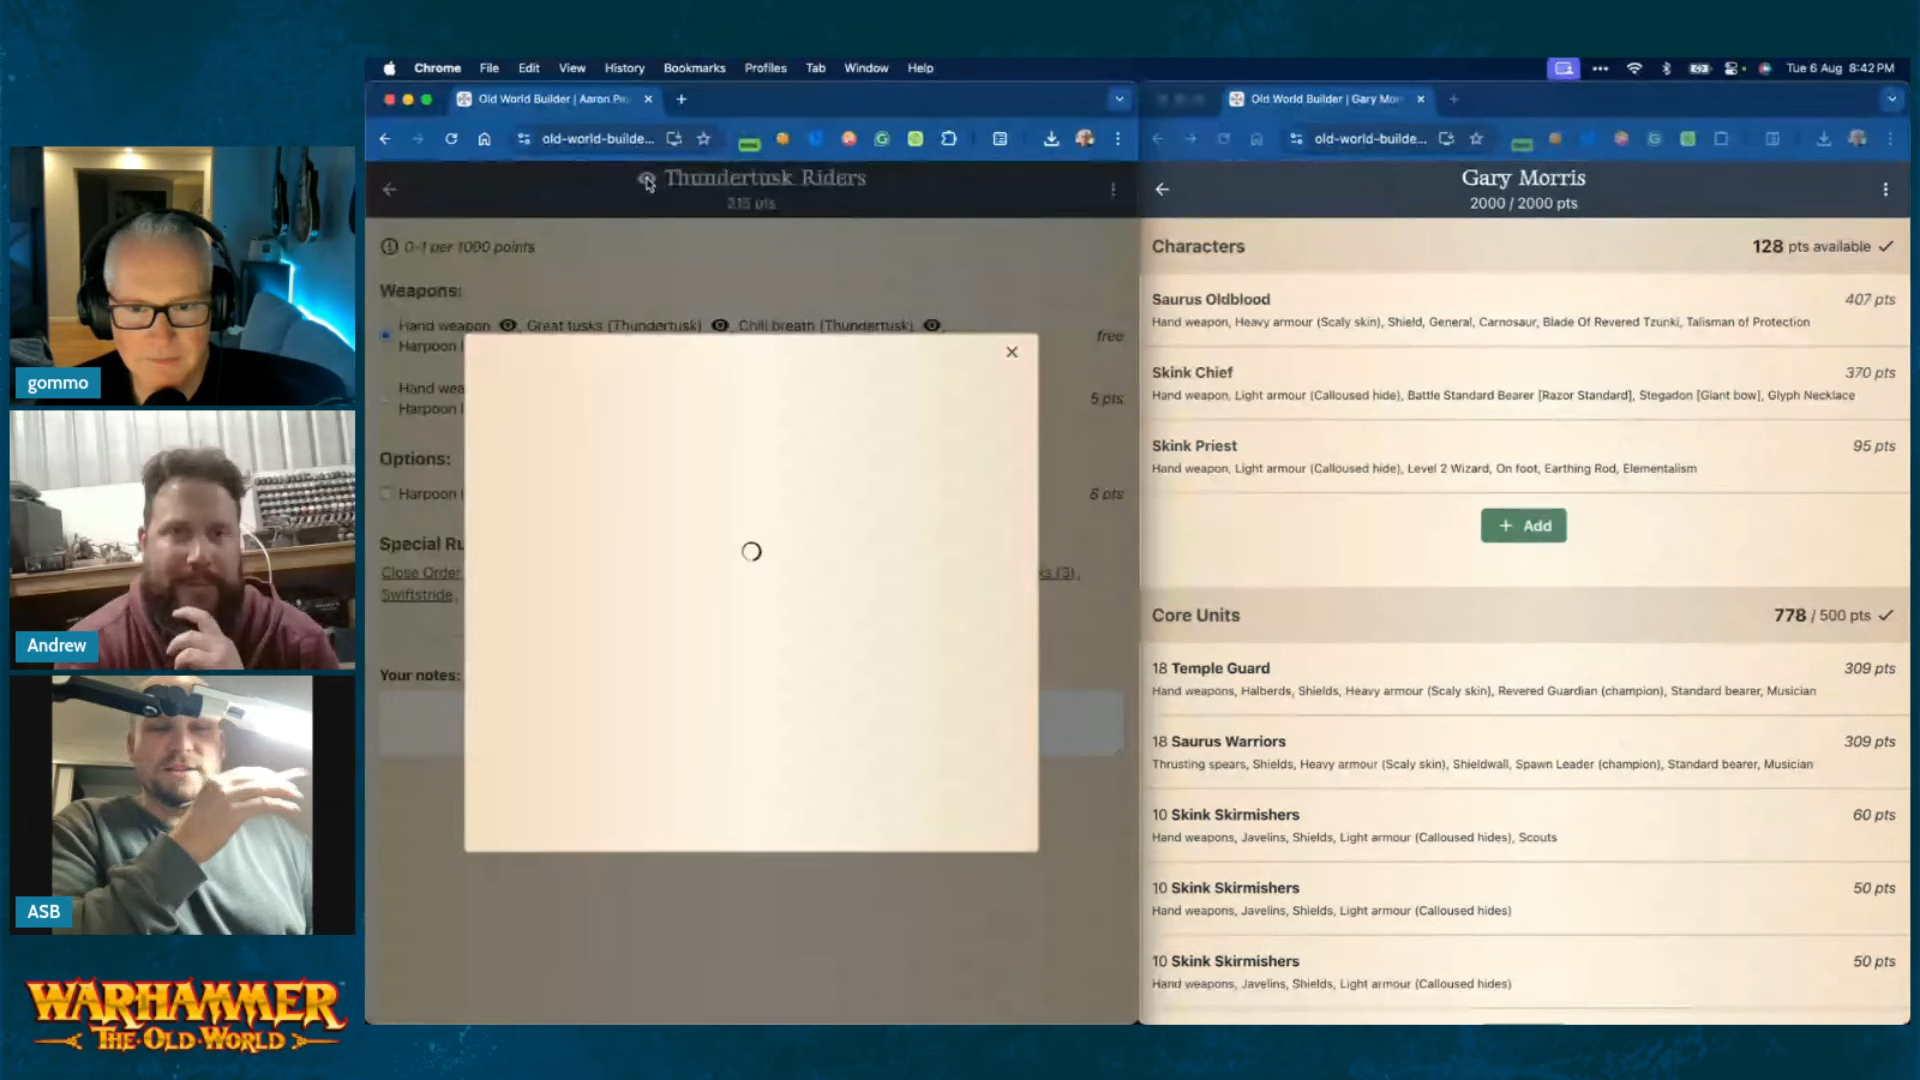 Chrome File Edit View History Bookmarks Profiles Tab Window Help
Tue 6 Aug 8:42 PM
Old World Builder | Aaron
Old World Builder | Gary Mor
old-world-builde...
old-world-builde...
Thundertusk Riders
215 pts
0-1 per 1000 points
Weapons:
Hand weapon , Great tusks (Thundertusk) , Chill breath (Thundertusk) ,
Harpoon
free
Hand wea
Harpoon
5 pts
Options:
Harpoon
8 pts
Special Ru
Close Order
(3),
Swiftstride,
Your notes:
Gary Morris
2000 / 2000 pts
Characters
128 pts available
Saurus Oldblood
407 pts
Hand weapon, Heavy armour (Scaly skin), Shield, General, Carnosaur, Blade Of Revered Tzunki, Talisman of Protection
Skink Chief
370 pts
Hand weapon, Light armour (Calloused hide), Battle Standard Bearer [Razor Standard], Stegadon [Giant bow], Glyph Necklace
Skink Priest
95 pts
Hand weapon, Light armour (Calloused hide), Level 2 Wizard, On foot, Earthing Rod, Elementalism
+ Add
Core Units
778 / 500 pts
18 Temple Guard
309 pts
Hand weapons, Halberds, Shields, Heavy armour (Scaly skin), Revered Guardian (champion), Standard bearer, Musician
18 Saurus Warriors
309 pts
Thrusting spears, Shields, Heavy armour (Scaly skin), Shieldwall, Spawn Leader (champion), Standard bearer, Musician
10 Skink Skirmishers
60 pts
Hand weapons, Javelins, Shields, Light armour (Calloused hides), Scouts
10 Skink Skirmishers
50 pts
Hand weapons, Javelins, Shields, Light armour (Calloused hides)
10 Skink Skirmishers
50 pts
Hand weapons, Javelins, Shields, Light armour (Calloused hides)
gommo
Andrew
ASB
WARHAMMER
THE·OLD·WORLD